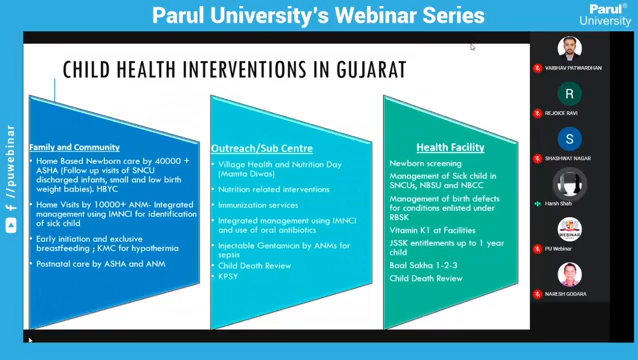 Parul University's Webinar Series
Parul®
University
CHILD HEALTH INTERVENTIONS IN GUJARAT
Family and Community
• Home Based Newborn care by 40000 +
ASHA (Follow up visits of SNCU
discharged infants, small and low birth
weight babies). HBYC
• Home Visits by 10000+ ANM- Integrated
management using IMNCI for identification
of sick child
• Early initiation and exclusive
breastfeeding ; KMC for hypothermia
• Postnatal care by ASHA and ANM
Outreach/Sub Centre
• Village Health and Nutrition Day
(Mamta Diwas)
• Nutrition related interventions
• Immunization services
• Integrated management using IMNCI
and use of oral antibiotics
• Injectable Gentamicin by ANMs for
sepsis
• Child Death Review
• KPSY
Health Facility
Newborn screening
Management of Sick child in
SNCUs, NBSU and NBCC
Management of birth defects
for conditions enlisted under
RBSK
Vitamin K1 at Facilities
JSSK entitlements up to 1 year
child
Baal Sakha 1-2-3
Child Death Review
VAIBHAV PATWARDHAN
R
REJOICE RAVI
S
SHASHWAT NAGAR
Harsh Shah
WEBINAR
PU Webinar
NARESH GODARA
f
/puwebinar